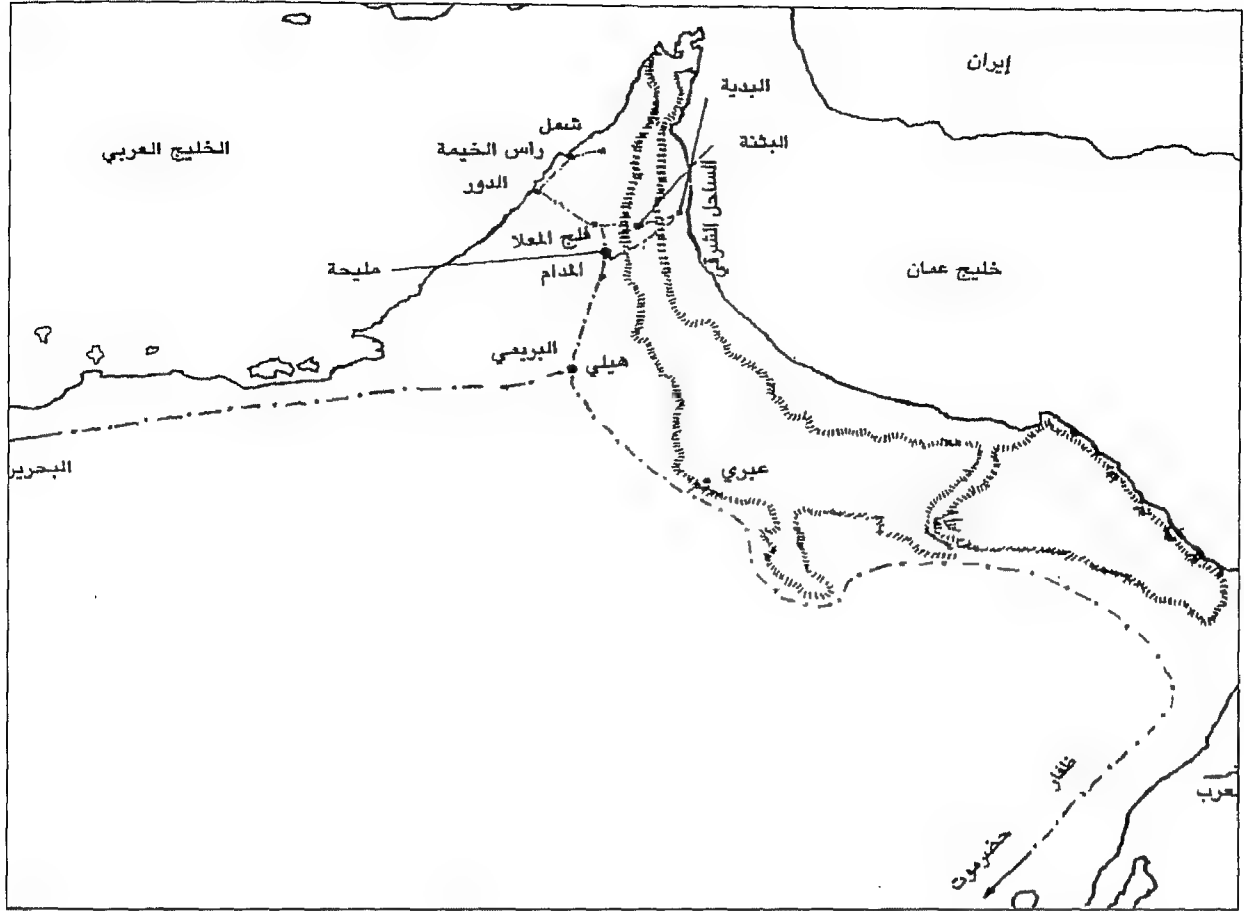 إيران
البدية
البثنة
شمل
راس الخيمة
الخليج العربي
الدور
الساحل الشرقي
فلج المعلا
مليحة
المدام
خليج عمان
البريمي
هيلي
البحرين
عبري
ظفار
حضرموت